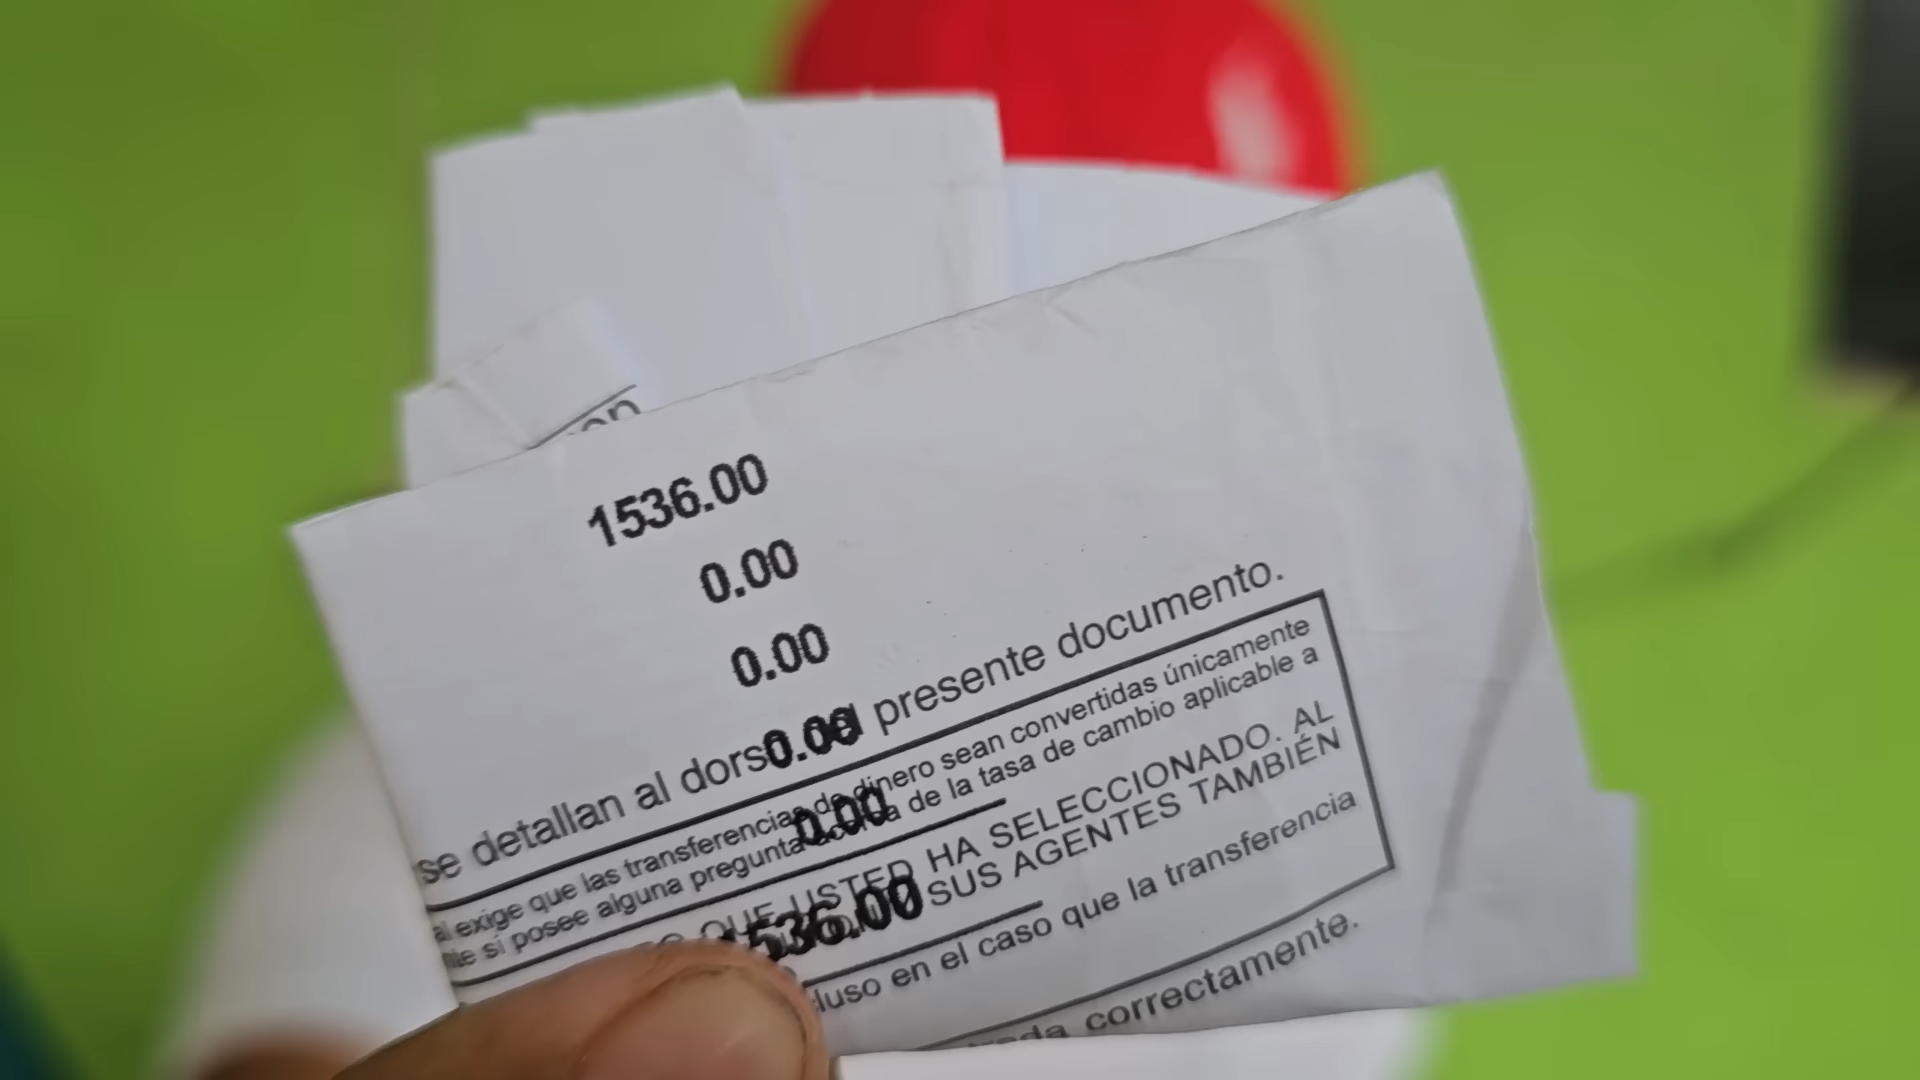 1536.00
0.00
0.00
0.00
0.00
1536.00
se detallan al dorso presente documento.
exige que las transferencias de dinero sean convertidas únicamente
si posee alguna pregunta de la tasa de cambio aplicable a
QUE USTED HA SELECCIONADO. AL
SUS AGENTES TAMBIÉN
en el caso que la transferencia
correctamente.